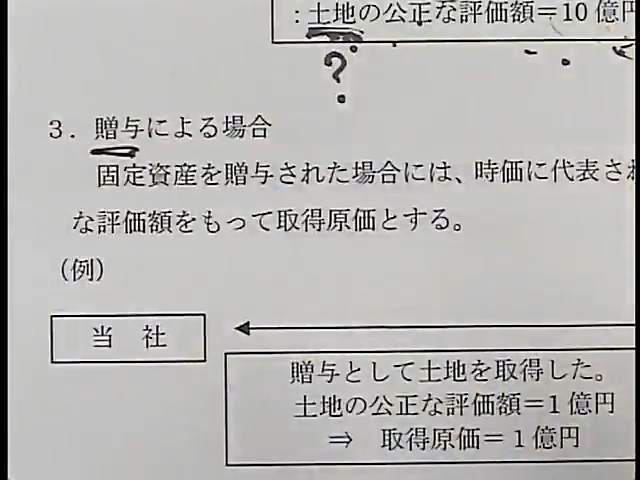 :土地の公正な評価額＝10億円
?
3．贈与による場合
固定資産を贈与された場合には、時価に代表され
な評価額をもって取得原価とする。
（例）
当　社
贈与として土地を取得した。
土地の公正な評価額＝1億円
⇒　取得原価＝1億円